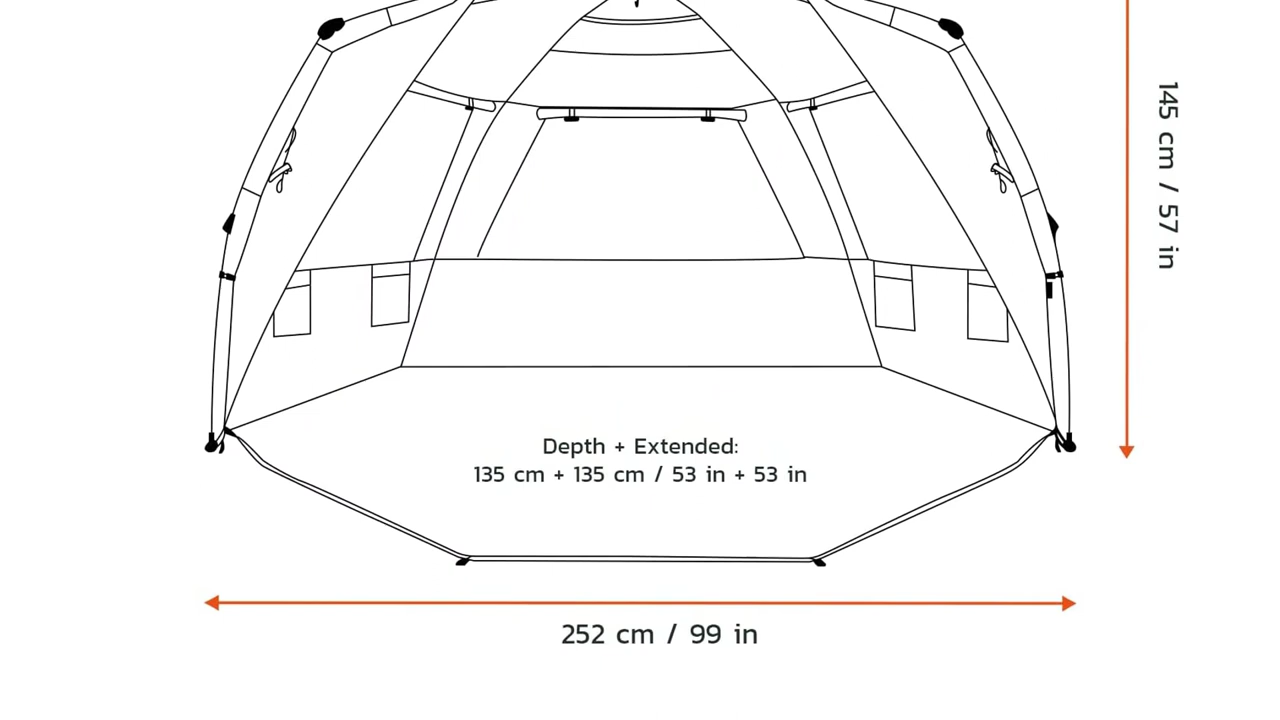 145 cm / 57 in
Depth + Extended:
135 cm + 135 cm / 53 in + 53 in
252 cm / 99 in